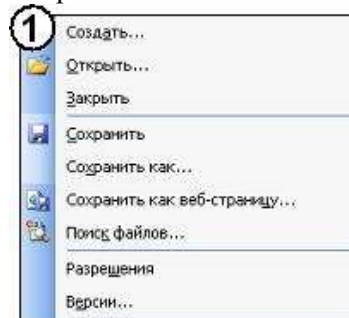 1
Создать...
Открыть...
Закрыть
Сохранить
Сохранить как...
Сохранить как веб-страницу...
Поиск файлов...
Разрешения
Версии...